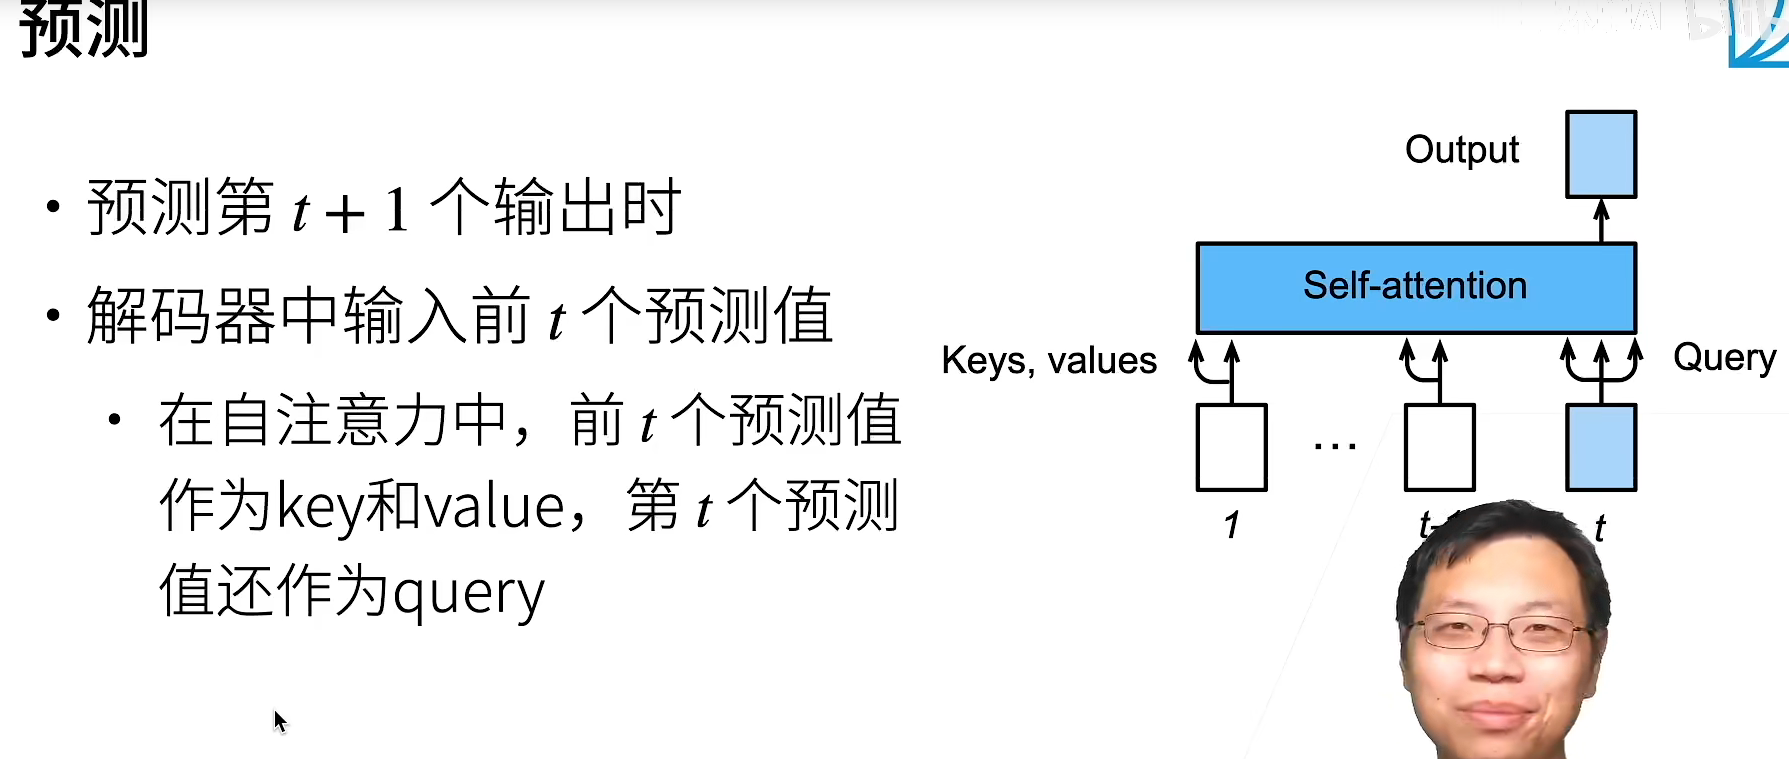 预测
• 预测第 t + 1 个输出时
• 解码器中输入前 t 个预测值
• 在自注意力中，前 t 个预测值
作为key和value，第 t 个预测
值还作为query
Output
Self-attention
Keys, values
Query
...
1
t-1
t
bilib